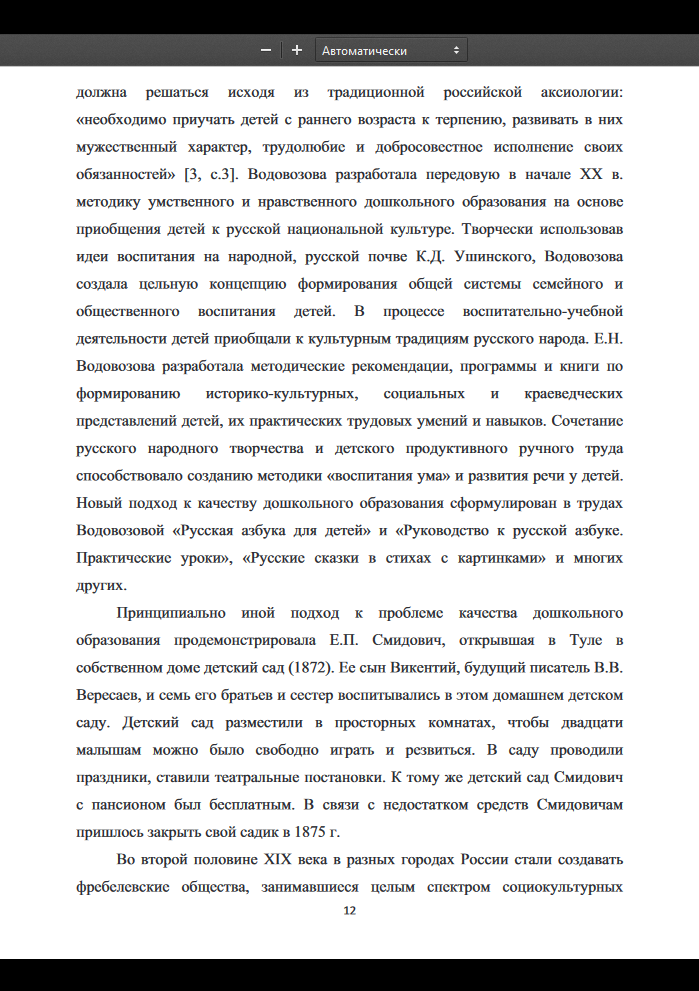 Автоматически
должна решаться исходя из традиционной российской аксиологии:
«необходимо приучать детей с раннего возраста к терпению, развивать в них
мужественный характер, трудолюбие и добросовестное исполнение своих
обязанностей» [3, с.3]. Водовозова разработала передовую в начале XX в.
методику умственного и нравственного дошкольного образования на основе
приобщения детей к русской национальной культуре. Творчески использовав
идеи воспитания на народной, русской почве К.Д. Ушинского, Водовозова
создала цельную концепцию формирования общей системы семейного и
общественного воспитания детей. В процессе воспитательно-учебной
деятельности детей приобщали к культурным традициям русского народа. Е.Н.
Водовозова разработала методические рекомендации, программы и книги по
формированию историко-культурных, социальных и краеведческих
представлений детей, их практических трудовых умений и навыков. Сочетание
русского народного творчества и детского продуктивного ручного труда
способствовало созданию методики «воспитания ума» и развития речи у детей.
Новый подход к качеству дошкольного образования сформулирован в трудах
Водовозовой «Русская азбука для детей» и «Руководство к русской азбуке.
Практические уроки», «Русские сказки в стихах с картинками» и многих
других.
Принципиально иной подход к проблеме качества дошкольного
образования продемонстрировала Е.П. Смидович, открывшая в Туле в
собственном доме детский сад (1872). Ее сын Викентий, будущий писатель В.В.
Вересаев, и семь его братьев и сестер воспитывались в этом домашнем детском
саду. Детский сад разместили в просторных комнатах, чтобы двадцати
малышам можно было свободно играть и резвиться. В саду проводили
праздники, ставили театральные постановки. К тому же детский сад Смидович
с пансионом был бесплатным. В связи с недостатком средств Смидовичам
пришлось закрыть свой садик в 1875 г.
Во второй половине XIX века в разных городах России стали создавать
фребелевские общества, занимавшиеся целым спектром социокультурных
12